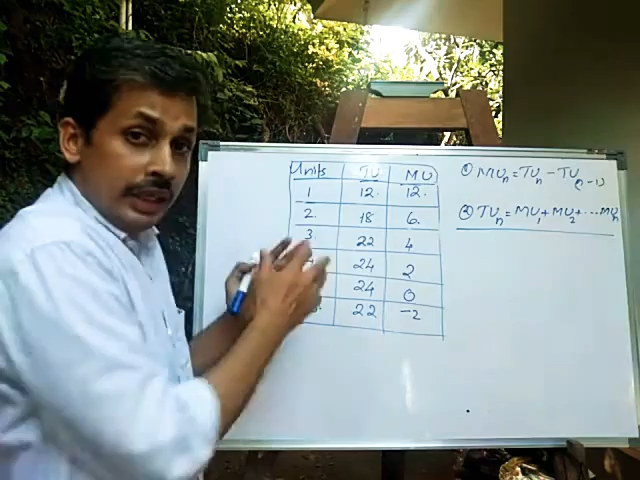 Units TU MU
1 12. 12.
2. 18 6.
3 22 4
24 2
24 0
22 -2
① MUn = TUn - TU(n-1)
② TUn = MU1 + MU2 + ... MUn